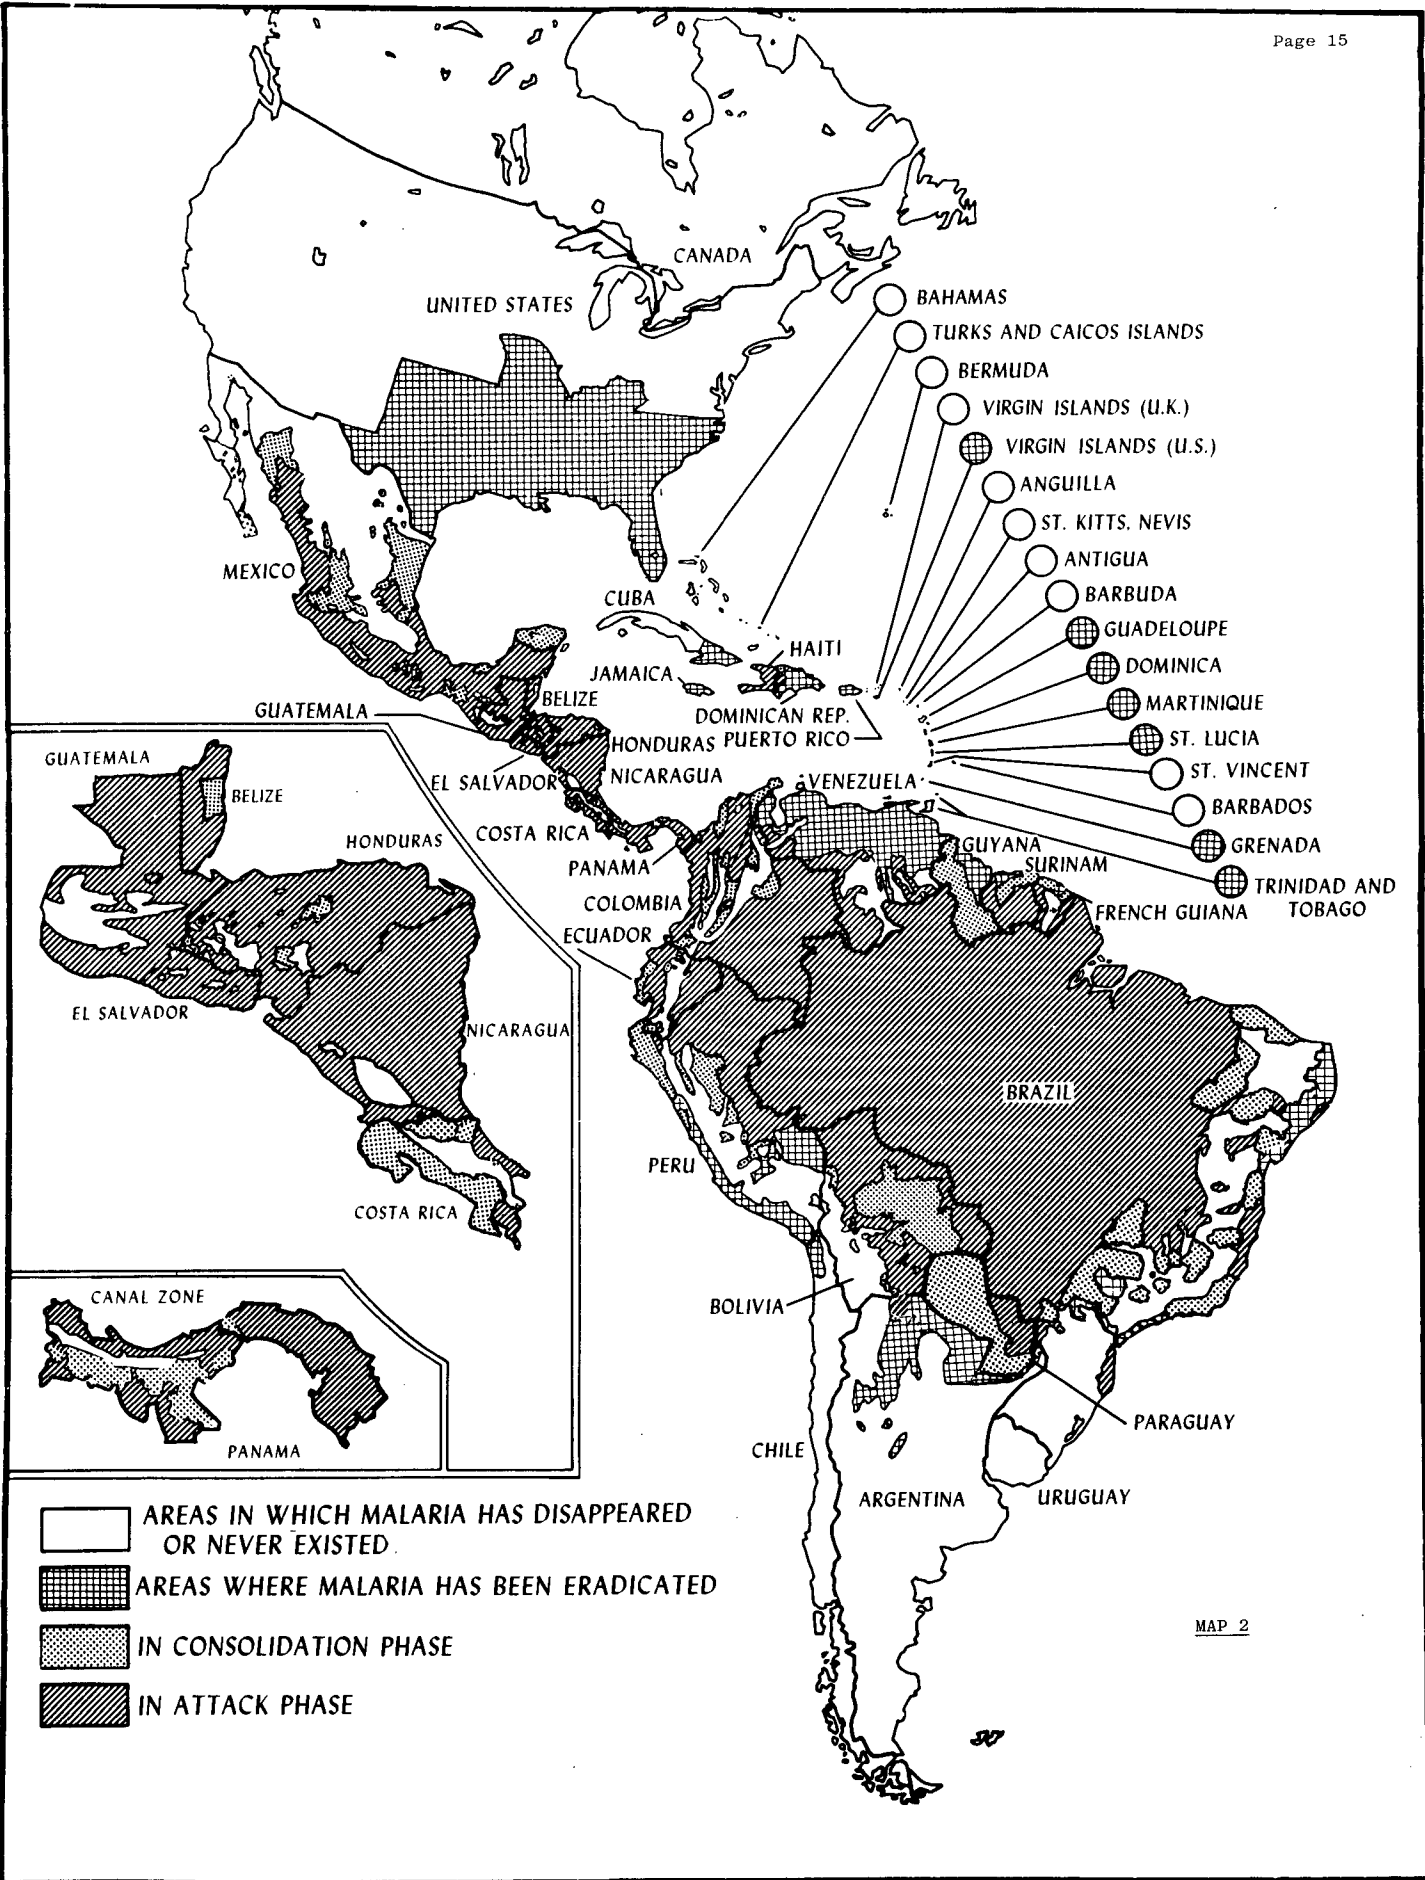 Page 15
CANADA
UNITED STATES
BAHAMAS
TURKS AND CAICOS ISLANDS
BERMUDA
VIRGIN ISLANDS (U.K.)
VIRGIN ISLANDS (U.S.)
ANGUILLA
ST. KITTS. NEVIS
ANTIGUA
BARBUDA
GUADELOUPE
DOMINICA
MARTINIQUE
ST. LUCIA
ST. VINCENT
BARBADOS
GRENADA
TRINIDAD AND
TOBAGO
MEXICO
CUBA
HAITI
JAMAICA
BELIZE
DOMINICAN REP.
PUERTO RICO
GUATEMALA
HONDURAS
EL SALVADOR
NICARAGUA
VENEZUELA
COSTA RICA
PANAMA
GUYANA
SURINAM
FRENCH GUIANA
COLOMBIA
ECUADOR
BRAZIL
PERU
BOLIVIA
PARAGUAY
CHILE
ARGENTINA
URUGUAY
GUATEMALA
BELIZE
HONDURAS
EL SALVADOR
NICARAGUA
COSTA RICA
CANAL ZONE
PANAMA
AREAS IN WHICH MALARIA HAS DISAPPEARED
OR NEVER EXISTED
AREAS WHERE MALARIA HAS BEEN ERADICATED
IN CONSOLIDATION PHASE
IN ATTACK PHASE
MAP 2